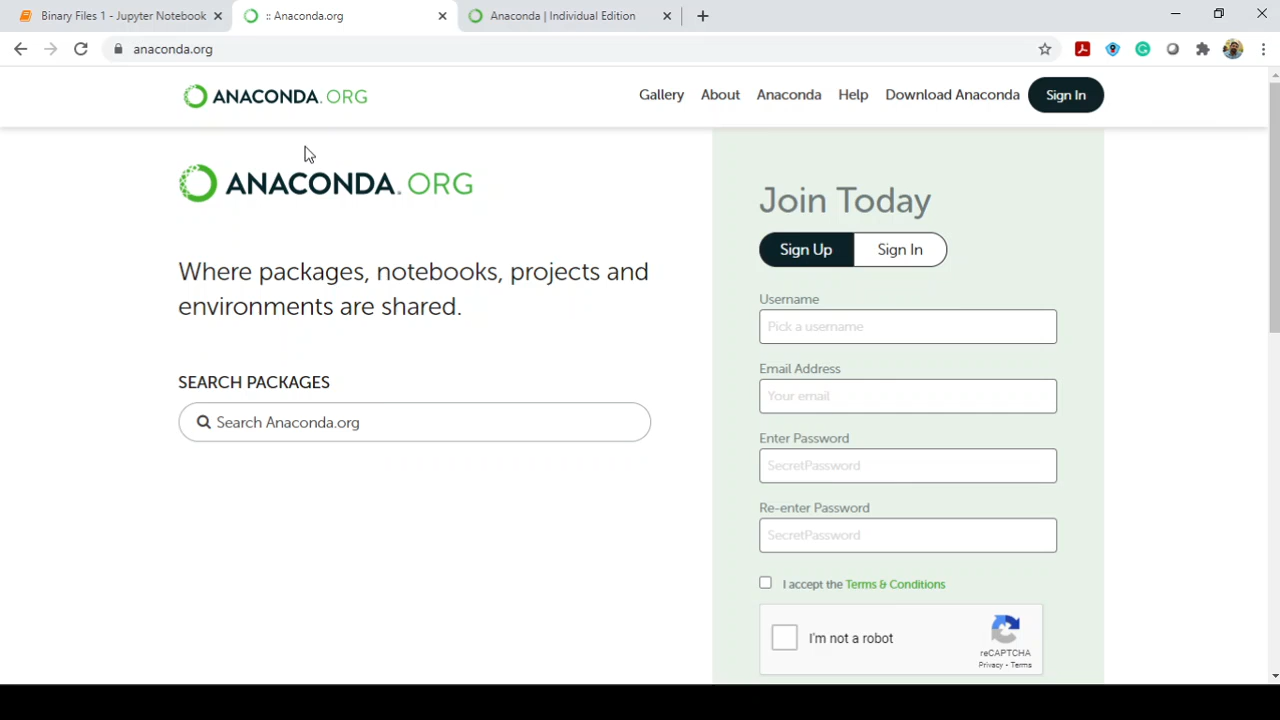 Binary Files 1 - Jupyter Notebook
:: Anaconda.org
Anaconda | Individual Edition
anaconda.org
ANACONDA.ORG
Gallery
About
Anaconda
Help
Download Anaconda
Sign In
ANACONDA.ORG
Where packages, notebooks, projects and
environments are shared.
SEARCH PACKAGES
Search Anaconda.org
Join Today
Sign Up
Sign In
Username
Pick a username
Email Address
Your email
Enter Password
SecretPassword
Re-enter Password
SecretPassword
I accept the Terms & Conditions
I'm not a robot
reCAPTCHA
Privacy - Terms